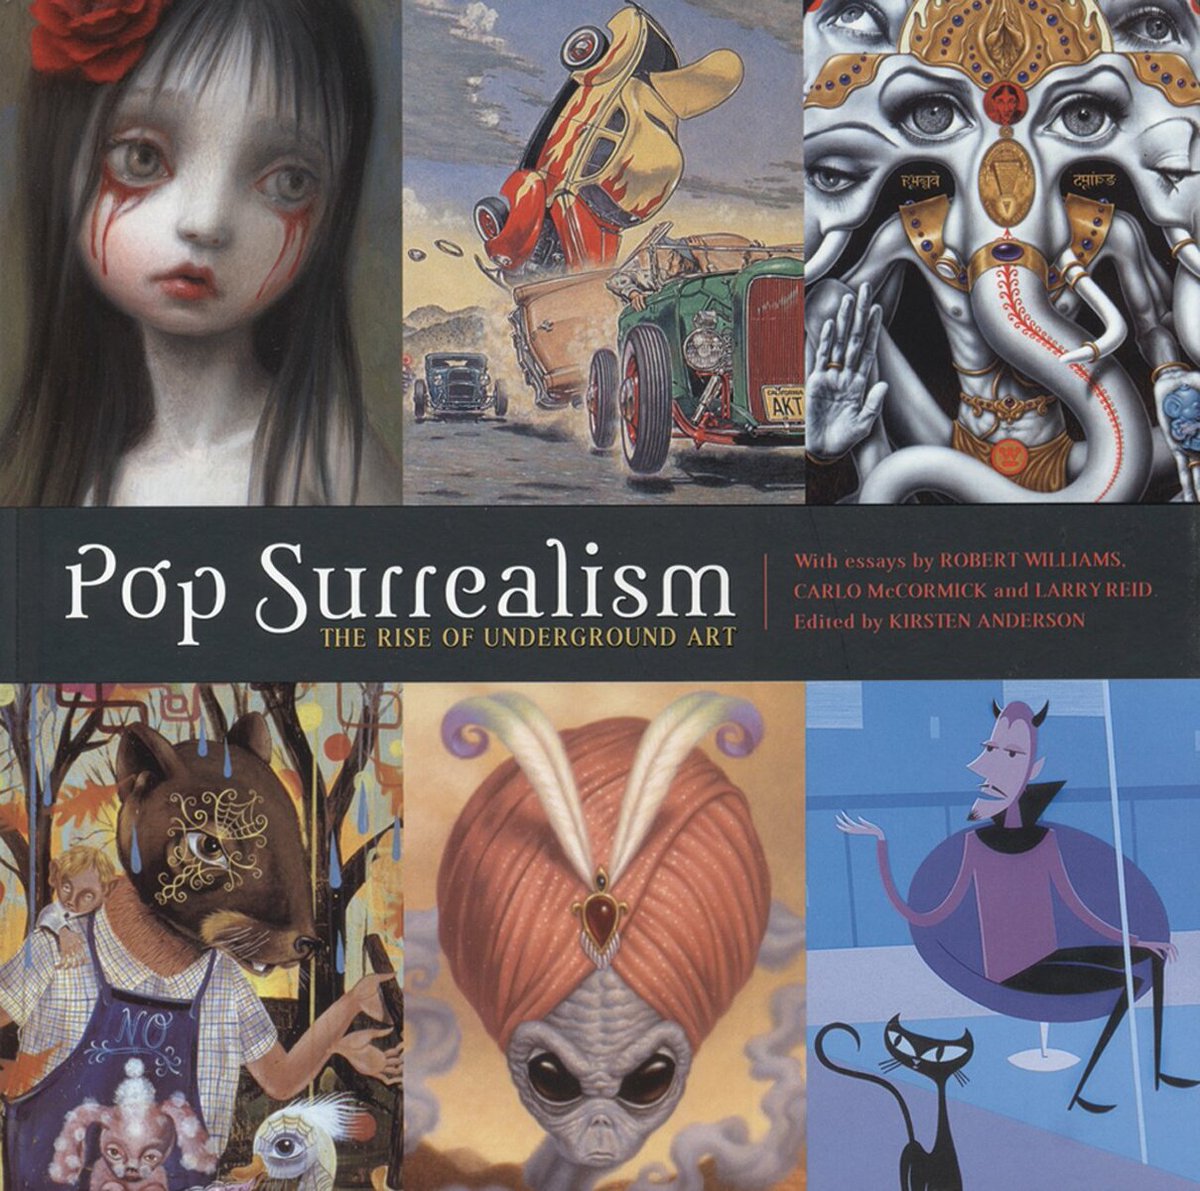 Pop Surrealism
THE RISE OF UNDERGROUND ART
With essays by ROBERT WILLIAMS,
CARLO McCORMICK and LARRY REID.
Edited by KIRSTEN ANDERSON
CALIFORNIA
AKT
NO